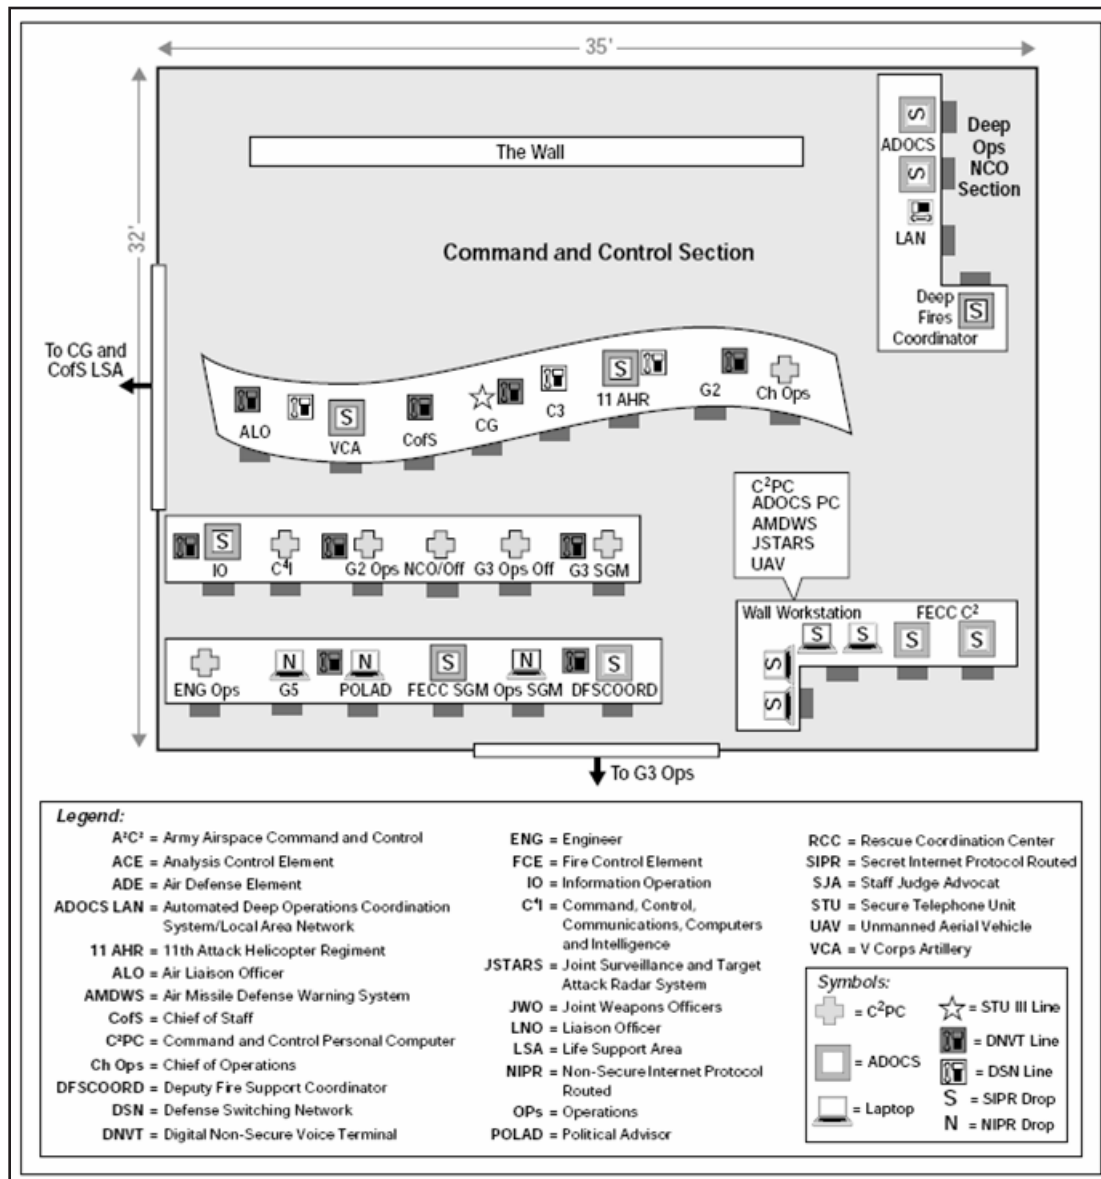 35'
32'
The Wall
S
ADOCS
S
LAN
Deep
Ops
NCO
Section
Deep
Fires
Coordinator
S
Command and Control Section
To CG and
CofS LSA
ALO
S
VCA
CofS
CG
C3
S
11 AHR
G2
Ch Ops
C²PC
ADOCS PC
AMDWS
JSTARS
UAV
S
IO
C⁴I
G2 Ops
NCO/Off
G3 Ops Off
G3 SGM
Wall Workstation
FECC C²
S
S
S
S
S
S
ENG Ops
N
G5
N
POLAD
S
FECC SGM
N
Ops SGM
S
DFSCOORD
To G3 Ops
Legend:
A²C² = Army Airspace Command and Control
ACE = Analysis Control Element
ADE = Air Defense Element
ADOCS LAN = Automated Deep Operations Coordination
System/Local Area Network
11 AHR = 11th Attack Helicopter Regiment
ALO = Air Liaison Officer
AMDWS = Air Missile Defense Warning System
CofS = Chief of Staff
C²PC = Command and Control Personal Computer
Ch Ops = Chief of Operations
DFSCOORD = Deputy Fire Support Coordinator
DSN = Defense Switching Network
DNVT = Digital Non-Secure Voice Terminal
ENG = Engineer
FCE = Fire Control Element
IO = Information Operation
C⁴I = Command, Control,
Communications, Computers
and Intelligence
JSTARS = Joint Surveillance and Target
Attack Radar System
JWO = Joint Weapons Officers
LNO = Liaison Officer
LSA = Life Support Area
NIPR = Non-Secure Internet Protocol
Routed
OPs = Operations
POLAD = Political Advisor
RCC = Rescue Coordination Center
SIPR = Secret Internet Protocol Routed
SJA = Staff Judge Advocat
STU = Secure Telephone Unit
UAV = Unmanned Aerial Vehicle
VCA = V Corps Artillery
Symbols:
= C²PC
= ADOCS
= Laptop
= STU III Line
= DNVT Line
= DSN Line
S = SIPR Drop
N = NIPR Drop